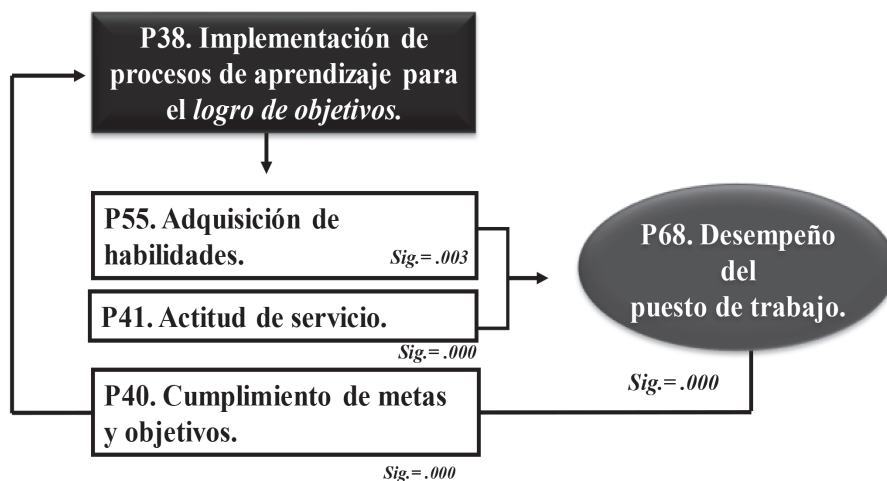 P38. Implementación de
procesos de aprendizaje para
el logro de objetivos.
P55. Adquisición de
habilidades.
Sig.= .003
P41. Actitud de servicio.
Sig.= .000
P40. Cumplimiento de metas
y objetivos.
Sig.= .000
P68. Desempeño
del
puesto de trabajo.
Sig.= .000